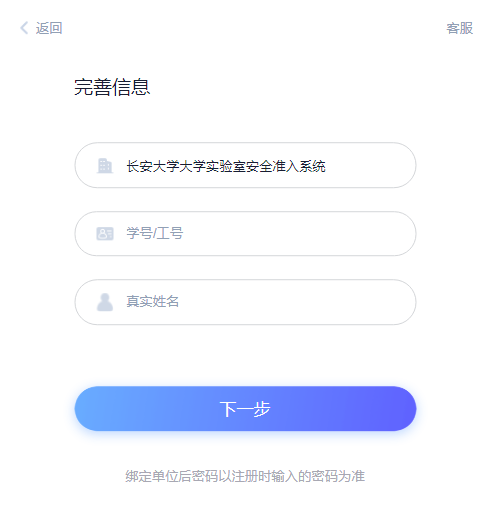 返回
客服
完善信息
长安大学大学实验室安全准入系统
学号/工号
真实姓名
下一步
绑定单位后密码以注册时输入的密码为准